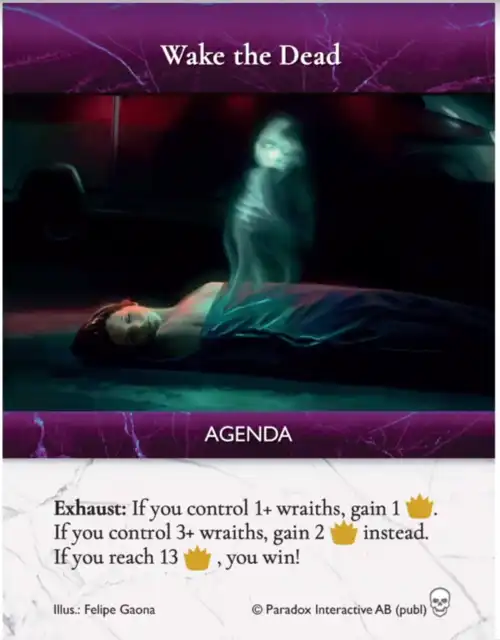 Wake the Dead
AGENDA
Exhaust: If you control 1+ wraiths, gain 1 .
If you control 3+ wraiths, gain 2 instead.
If you reach 13 , you win!
Illus.: Felipe Gaona © Paradox Interactive AB (publ)